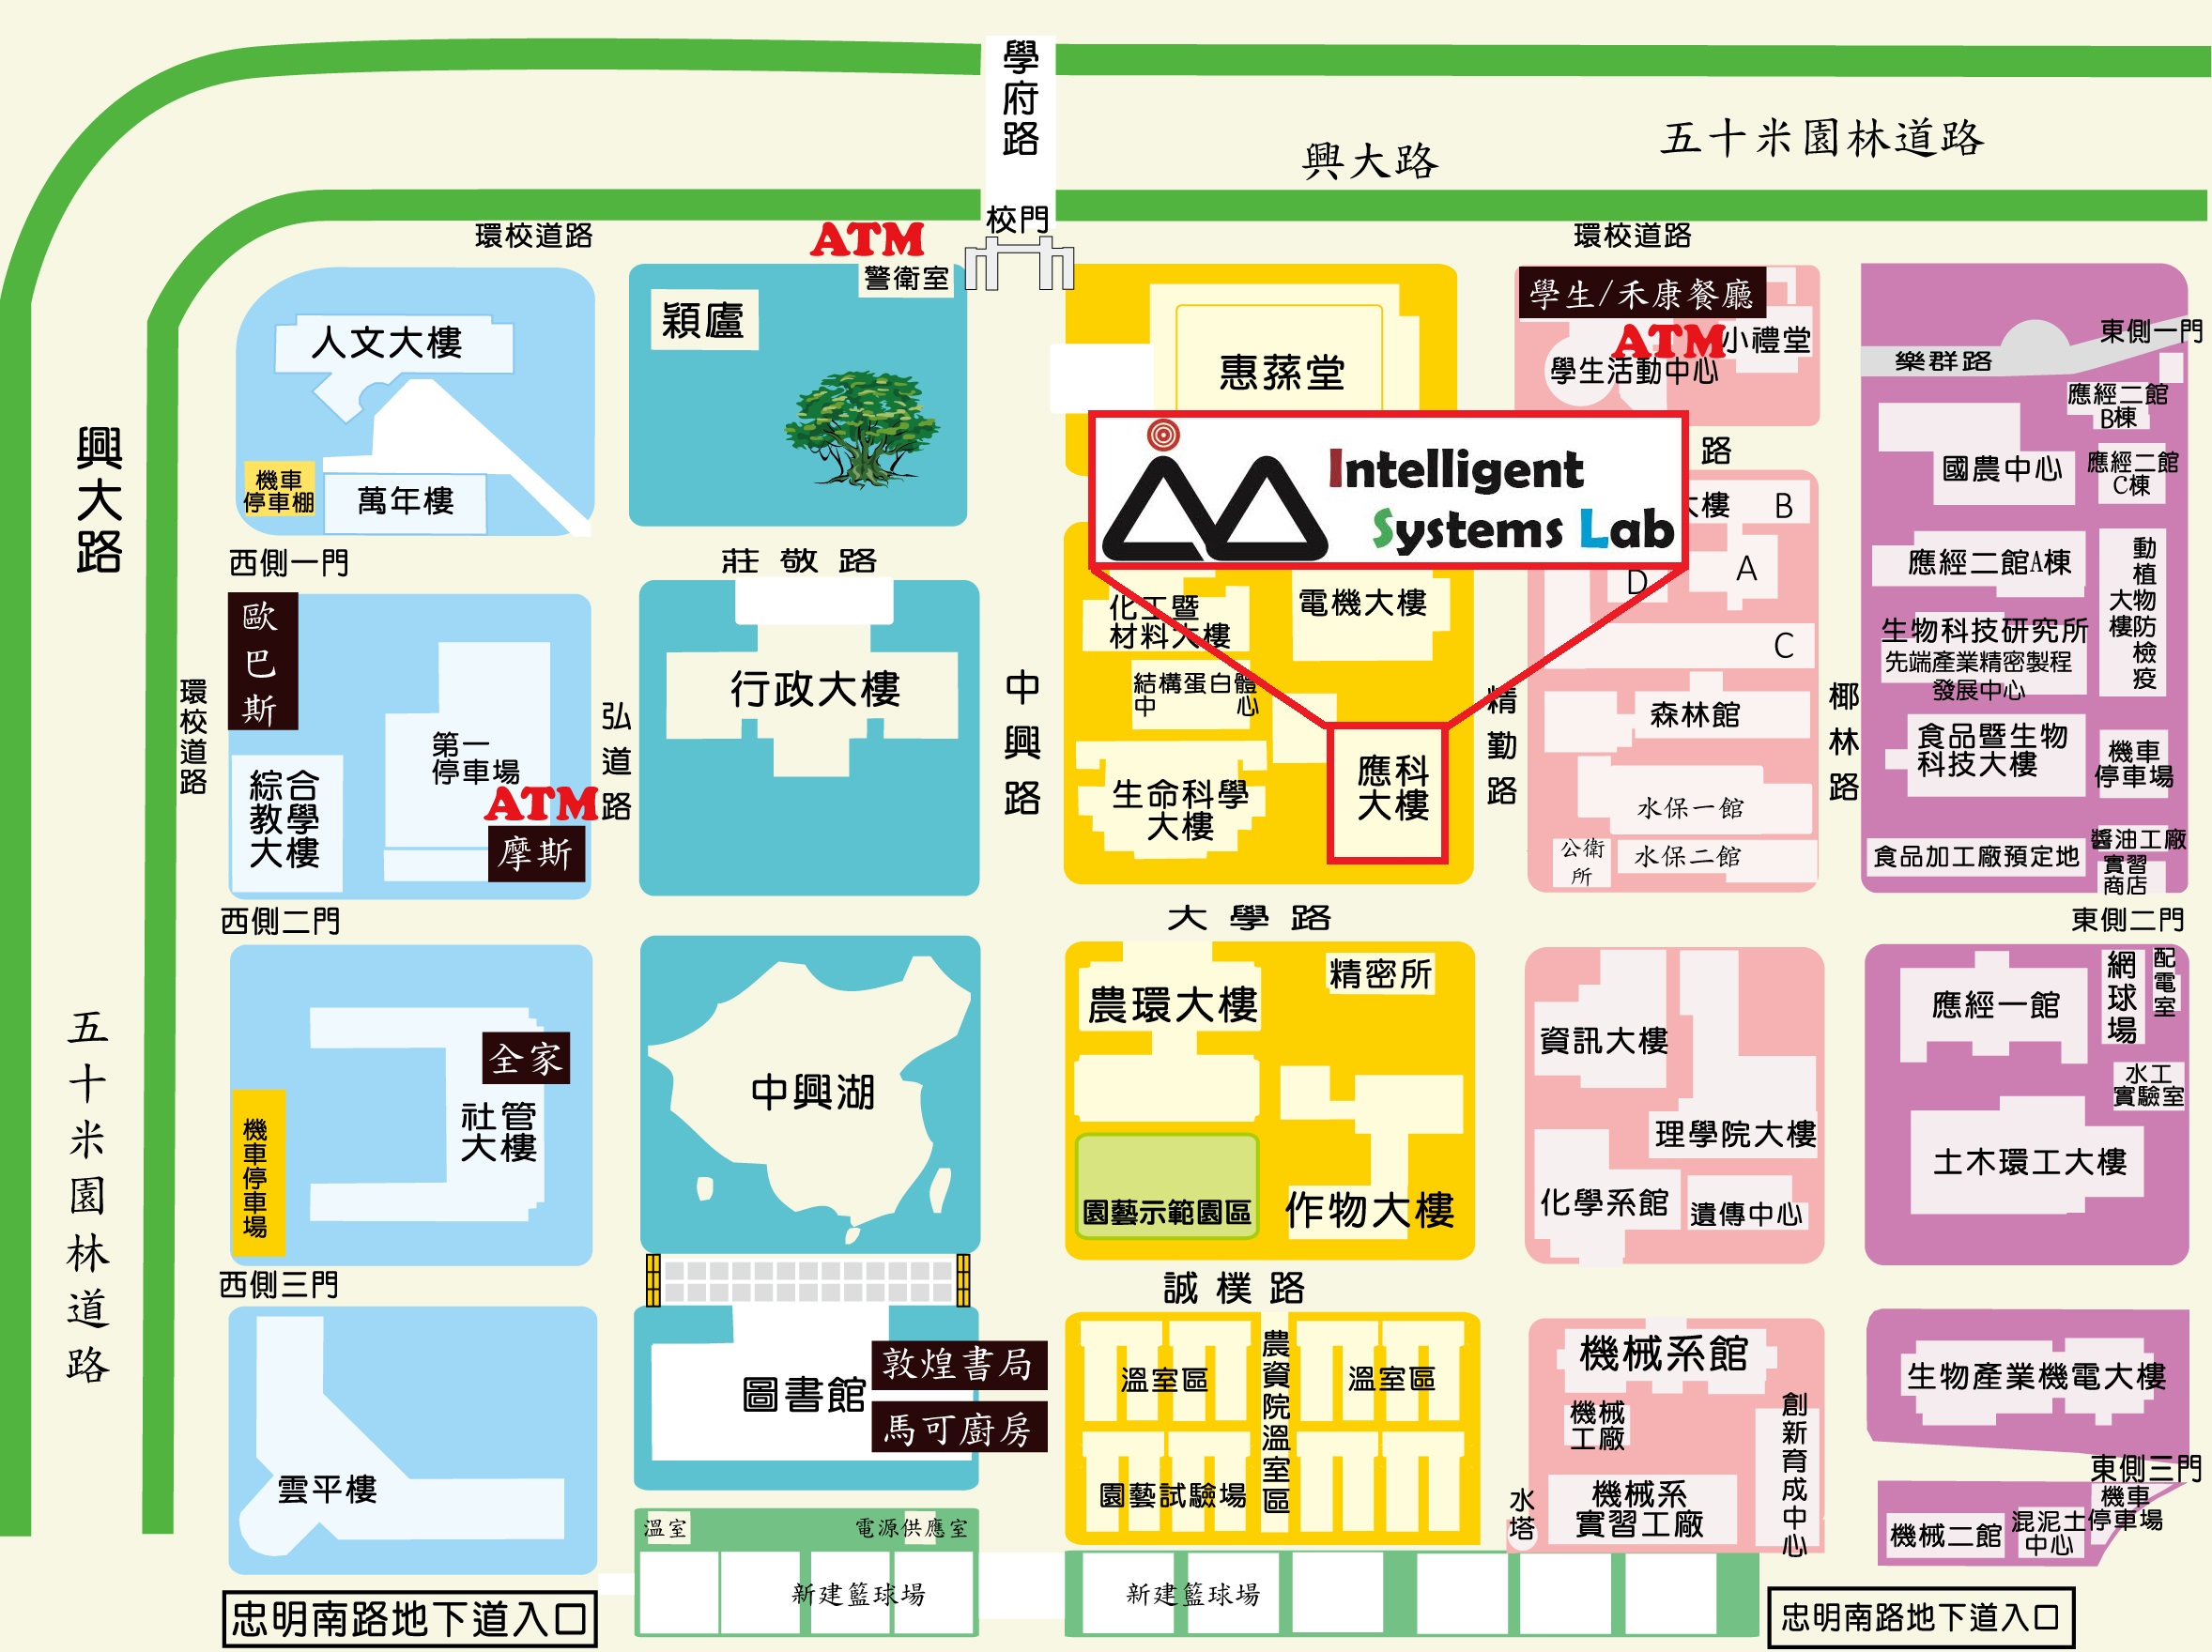 學府路
五十米園林道路
興大路
校門
環校道路
ATM
警衛室
環校道路
人文大樓
機車
停車棚
萬年樓
穎廬
惠蓀堂
學生/禾康餐廳
ATM
小禮堂
學生活動中心
東側一門
樂群路
應經二館
B棟
國農中心
應經二館
C棟
應經二館A棟
動植物防檢疫
大樓
生物科技研究所
先端產業精密製程
發展中心
食品暨生物
科技大樓
機車
停車場
食品加工廠預定地
醬油工廠
實習
商店
興大路
西側一門
莊敬路
Intelligent
Systems Lab
路
大樓
B
A
D
C
歐巴斯
環校道路
第一
停車場
綜合
教學
大樓
ATM
摩斯
弘道路
行政大樓
中興路
化工暨
材料大樓
電機大樓
結構蛋白體
中心
生命科學
大樓
應科
大樓
精勤路
森林館
水保一館
公衛
所
水保二館
椰林路
西側二門
大學路
東側二門
五十米園林道路
全家
社管
大樓
機車停車場
中興湖
農環大樓
精密所
園藝示範園區
作物大樓
資訊大樓
理學院大樓
化學系館
遺傳中心
應經一館
網球場
配電室
水工
實驗室
土木環工大樓
西側三門
誠樸路
雲平樓
圖書館
敦煌書局
馬可廚房
溫室區
農資院溫室區
溫室區
園藝試驗場
機械系館
機械
工廠
創新育成中心
機械系
實習工廠
水塔
生物產業機電大樓
東側三門
機車
停車場
機械二館
混泥土
中心
溫室
電源供應室
新建籃球場
新建籃球場
忠明南路地下道入口
忠明南路地下道入口